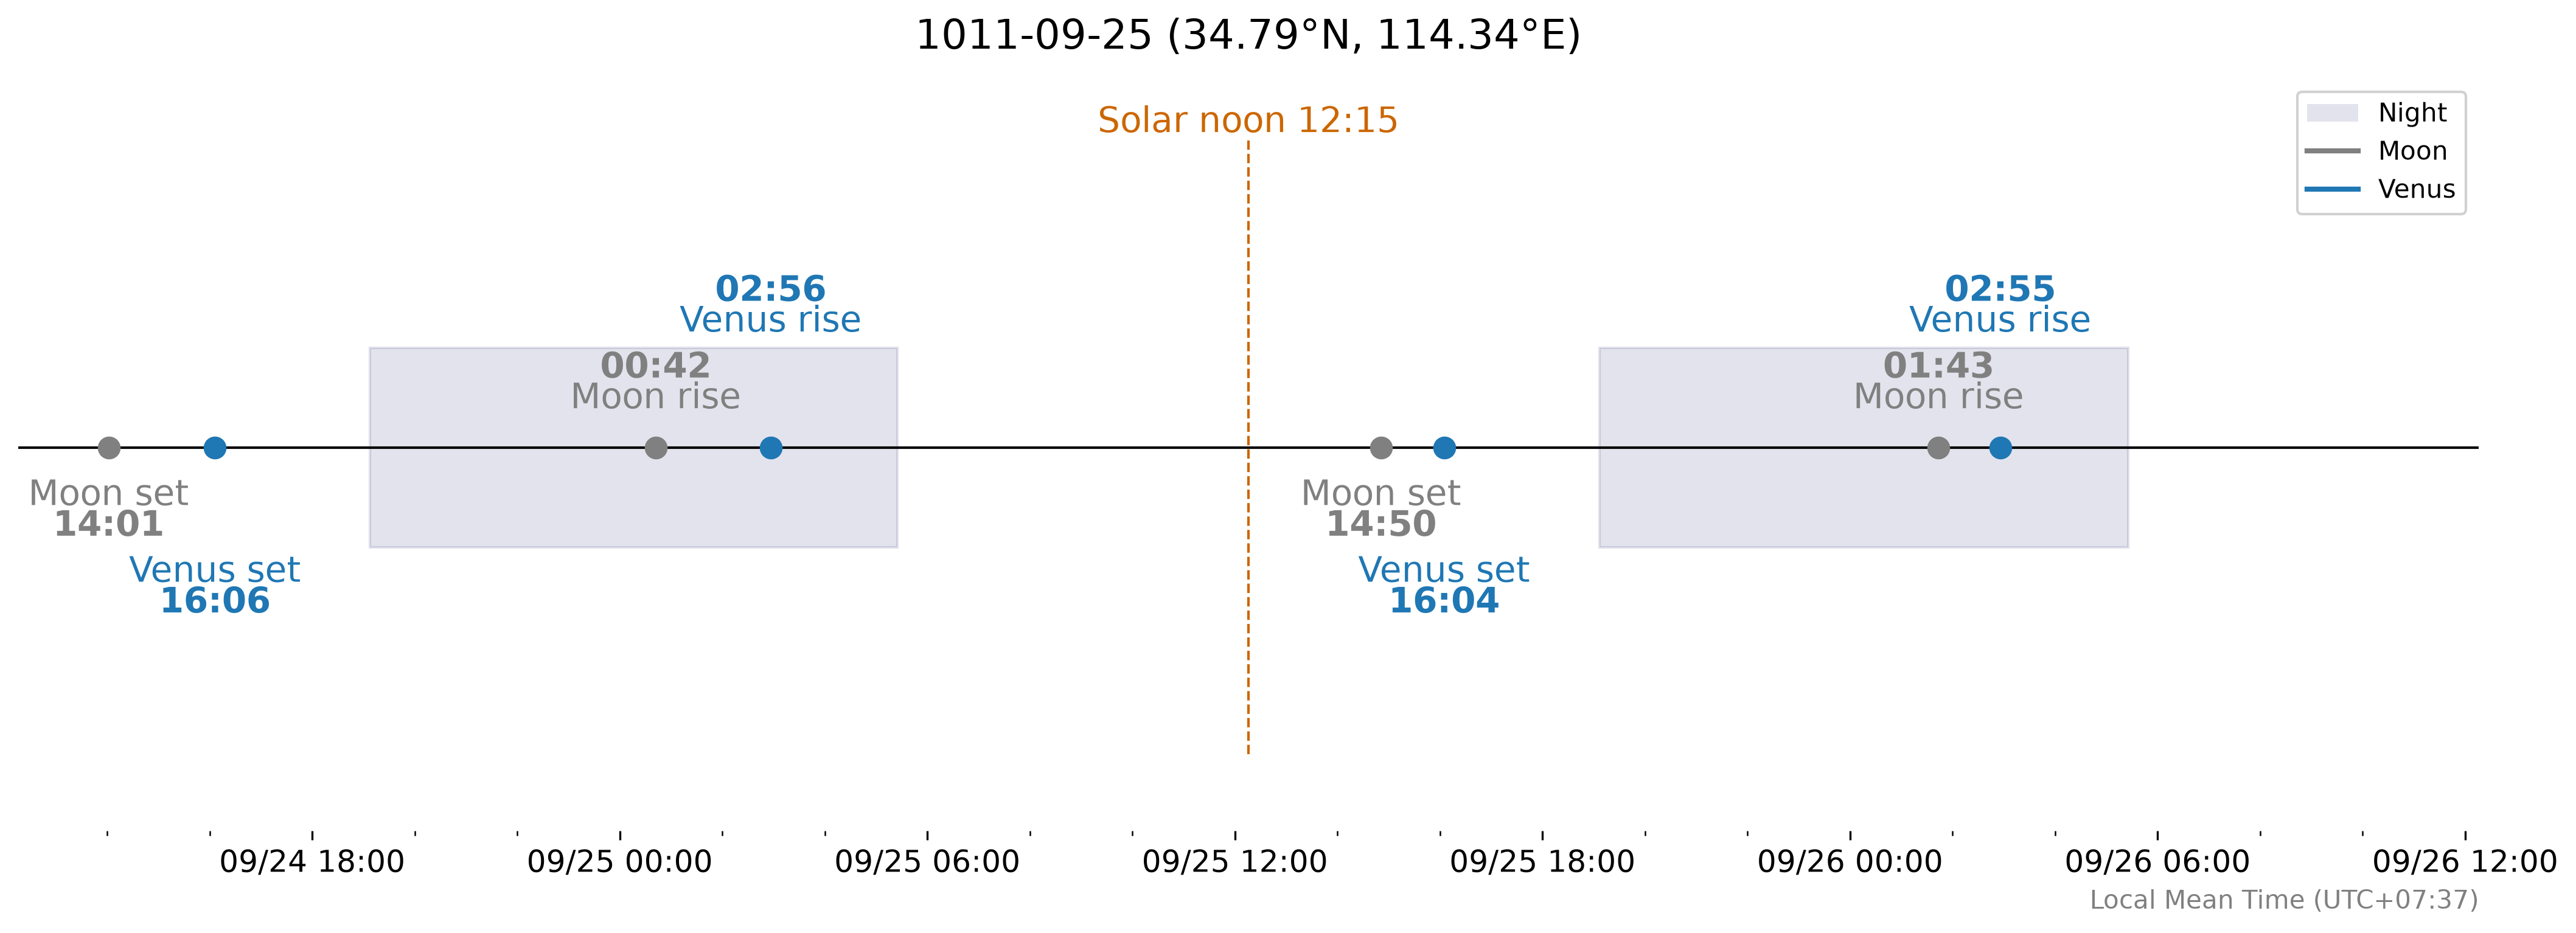 1011-09-25 (34.79°N, 114.34°E)
Solar noon 12:15
Night
Moon
Venus
02:56
Venus rise
02:55
Venus rise
00:42
Moon rise
01:43
Moon rise
Moon set
14:01
Moon set
14:50
Venus set
16:06
Venus set
16:04
09/24 18:00
09/25 00:00
09/25 06:00
09/25 12:00
09/25 18:00
09/26 00:00
09/26 06:00
09/26 12:00
Local Mean Time (UTC+07:37)